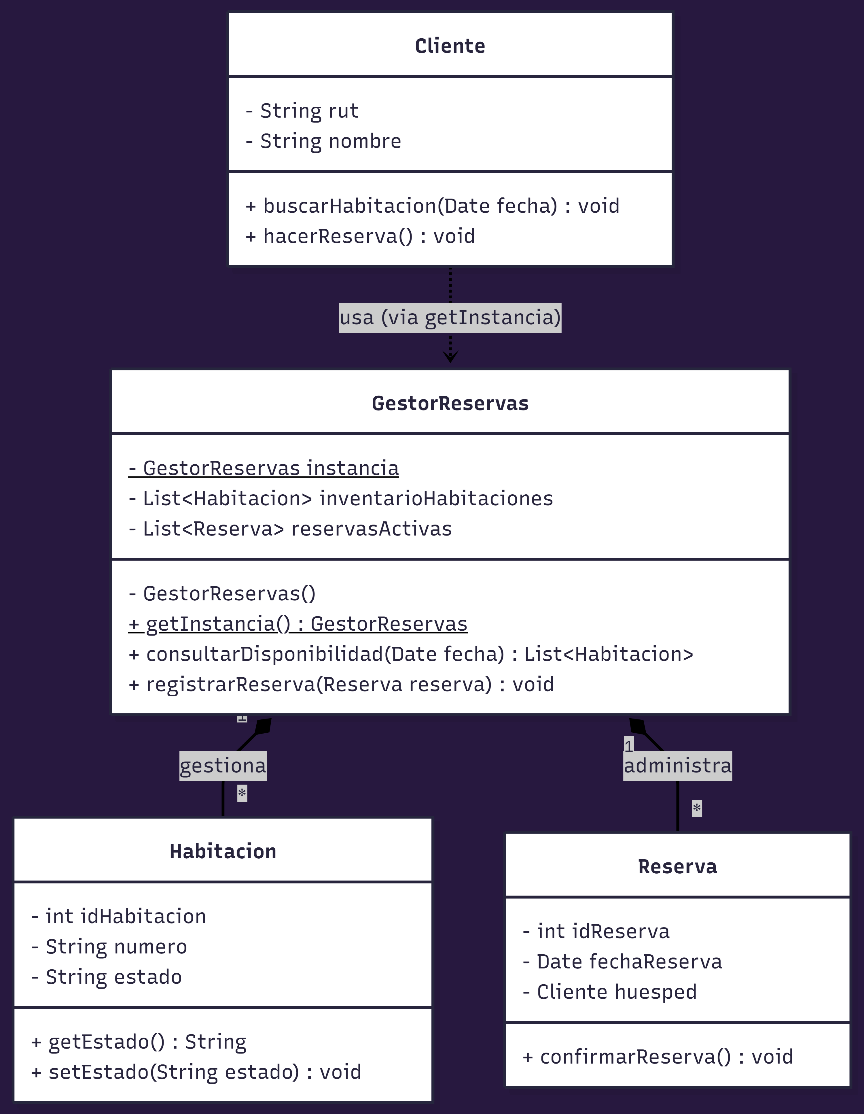 Cliente
- String rut
- String nombre
+ buscarHabitacion(Date fecha) : void
+ hacerReserva() : void
usa (via getInstancia)
GestorReservas
- GestorReservas instancia
- List<Habitacion> inventarioHabitaciones
- List<Reserva> reservasActivas
- GestorReservas()
+ getInstancia() : GestorReservas
+ consultarDisponibilidad(Date fecha) : List<Habitacion>
+ registrarReserva(Reserva reserva) : void
1
gestiona
*
1
administra
*
Habitacion
- int idHabitacion
- String numero
- String estado
+ getEstado() : String
+ setEstado(String estado) : void
Reserva
- int idReserva
- Date fechaReserva
- Cliente huesped
+ confirmarReserva() : void